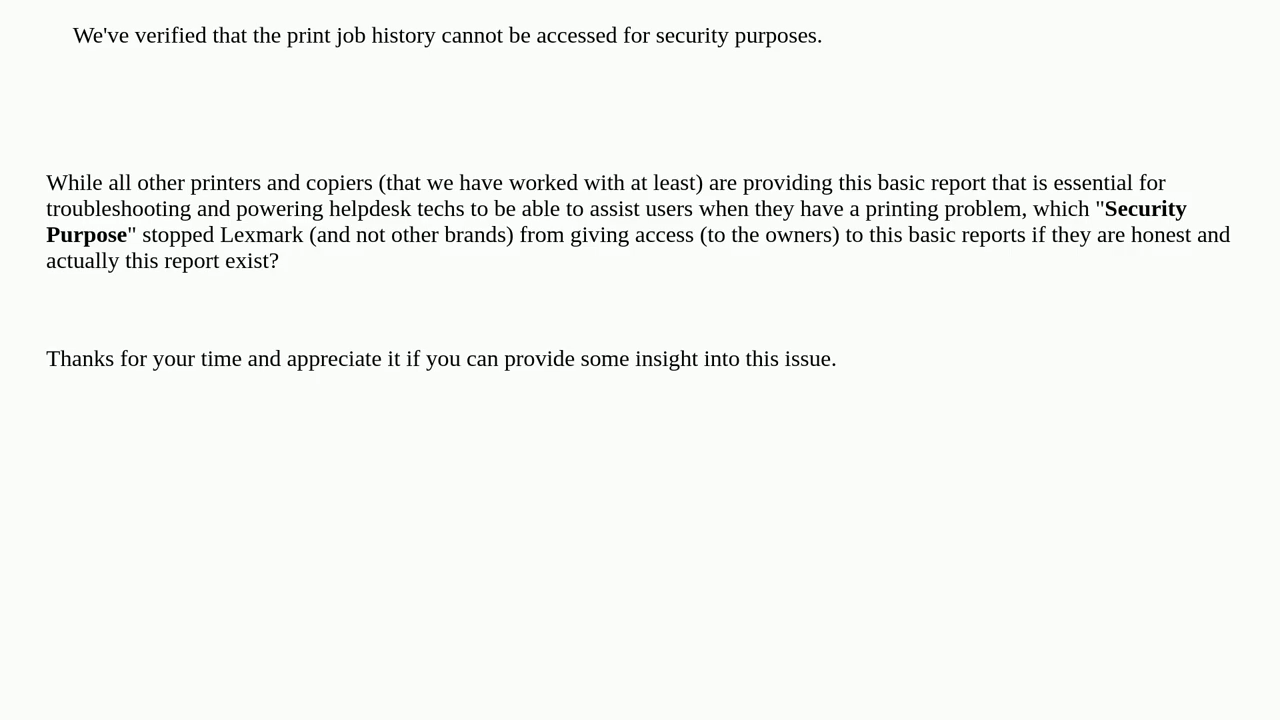 We've verified that the print job history cannot be accessed for security purposes.
While all other printers and copiers (that we have worked with at least) are providing this basic report that is essential for
troubleshooting and powering helpdesk techs to be able to assist users when they have a printing problem, which "Security
Purpose" stopped Lexmark (and not other brands) from giving access (to the owners) to this basic reports if they are honest and
actually this report exist?
Thanks for your time and appreciate it if you can provide some insight into this issue.